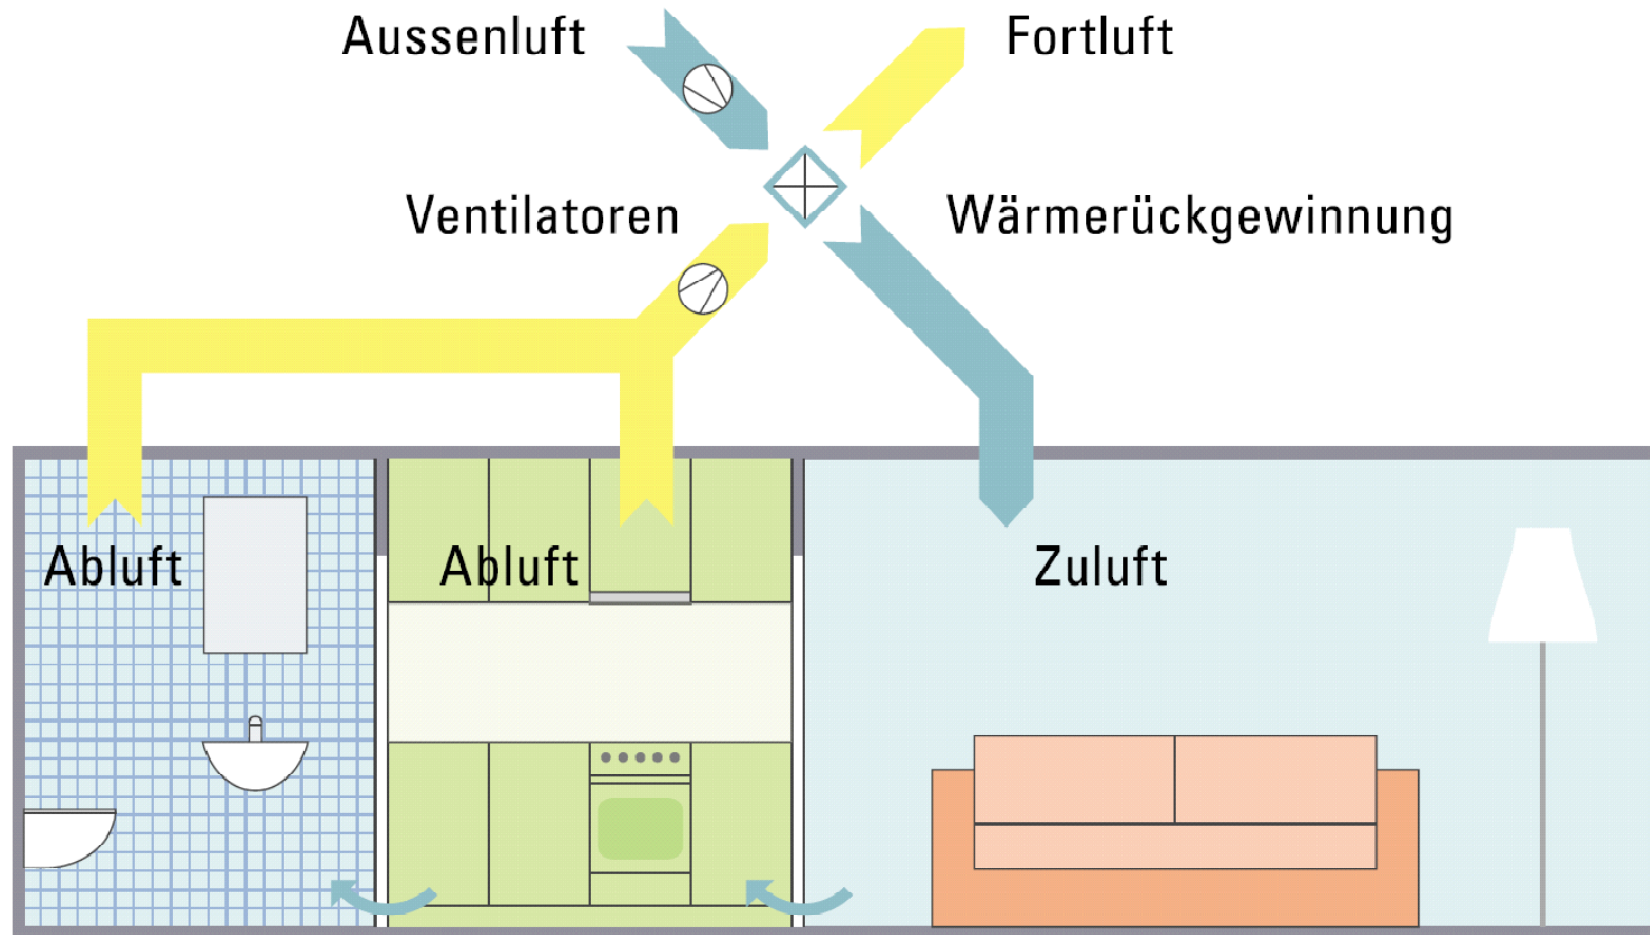 Aussenluft
Fortluft
Ventilatoren
Wärmerückgewinnung
Abluft
Abluft
Zuluft